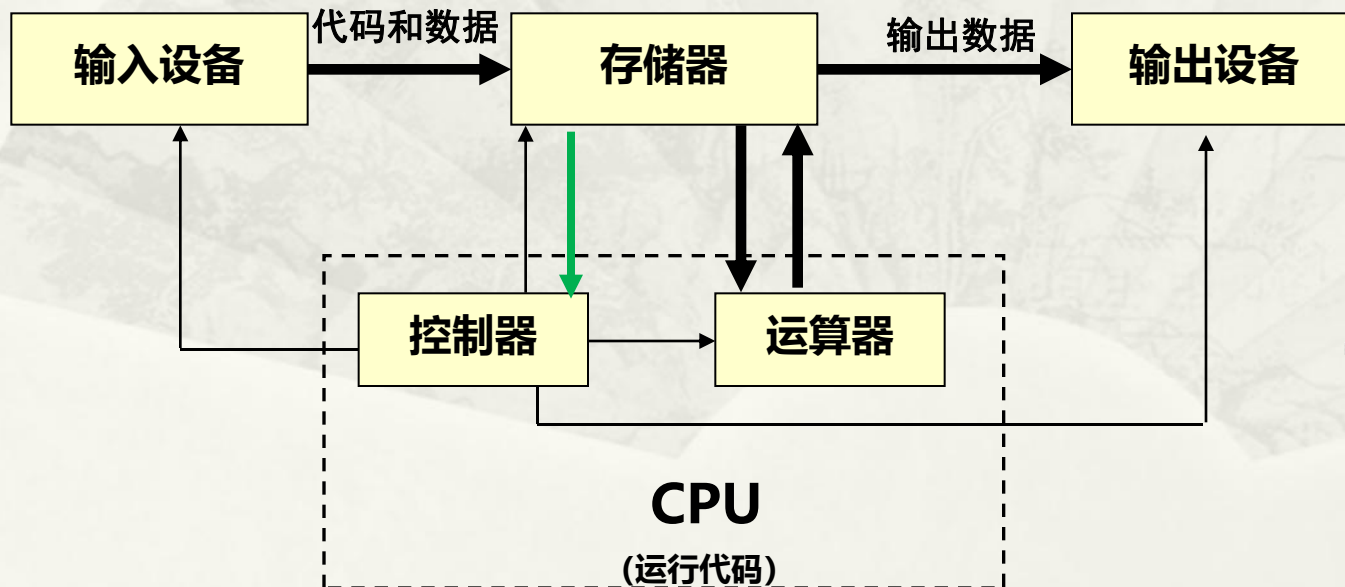 代码和数据
输出数据
输入设备
存储器
输出设备
控制器
运算器
CPU
(运行代码)